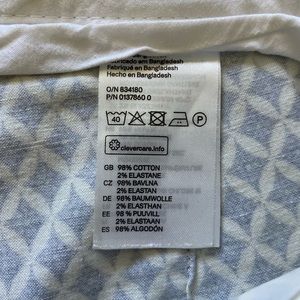 Fabricado em Bangladesh
Fabriqué en Bangladesh
Hecho en Bangladesh
O/N 834180
P/N 0137860 0
40 P
clevercare.info
GB 98% COTTON
2% ELASTANE
CZ 98% BAVLNA
2% ELASTAN
DE 98% BAUMWOLLE
2% ELASTHAN
EE 98% PUUVILL
2% ELASTAAN
ES 98% ALGODÓN